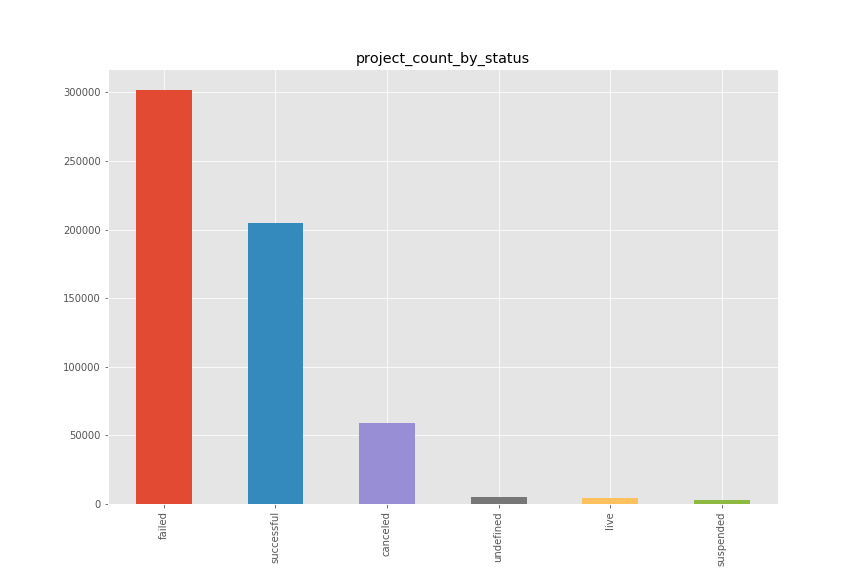 project_count_by_status
300000
250000
200000
150000
100000
50000
0
failed
successful
canceled
undefined
live
suspended